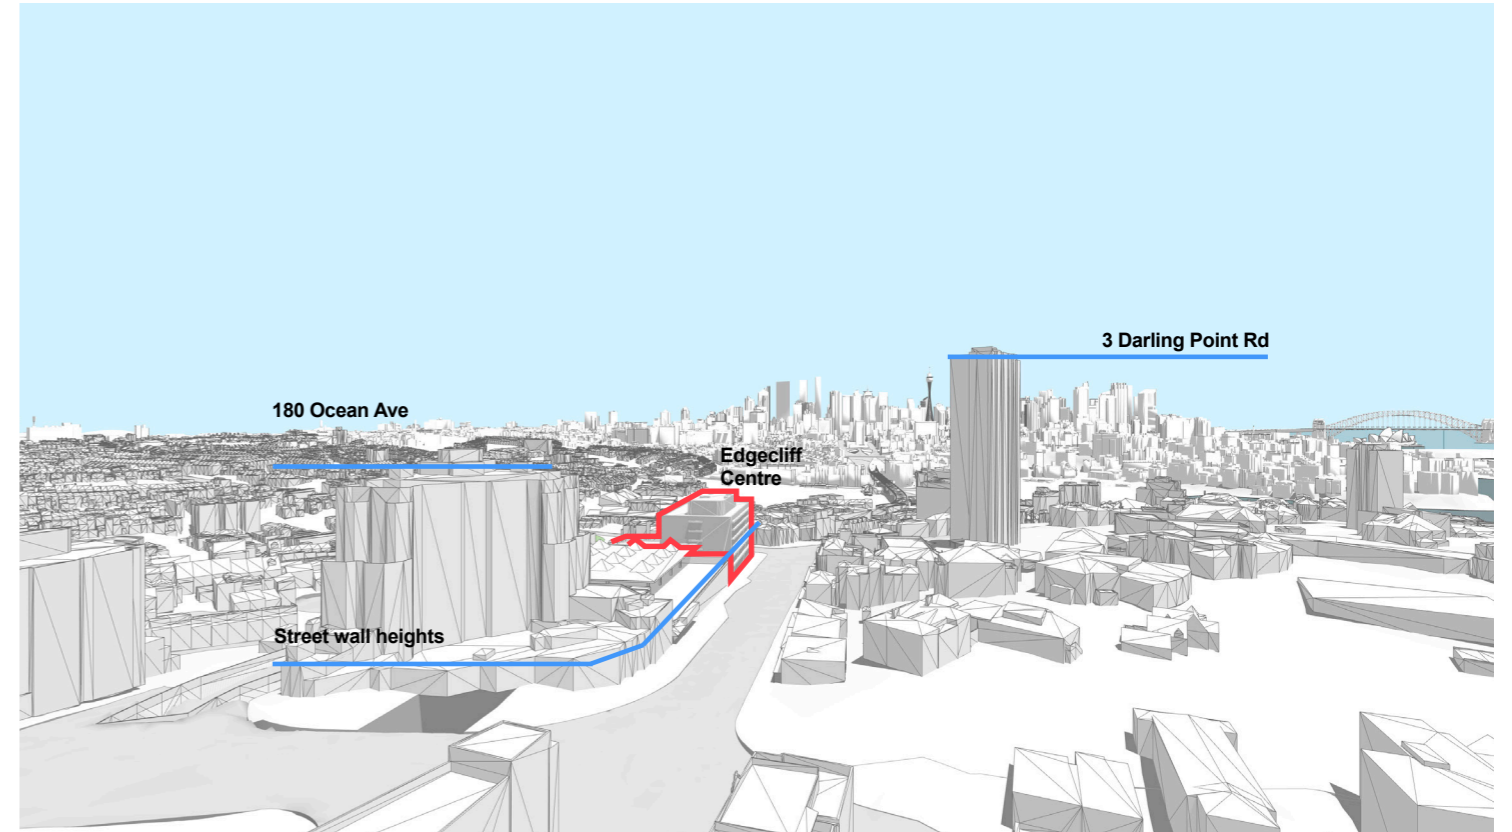 3 Darling Point Rd
180 Ocean Ave
Edgecliff
Centre
Street wall heights